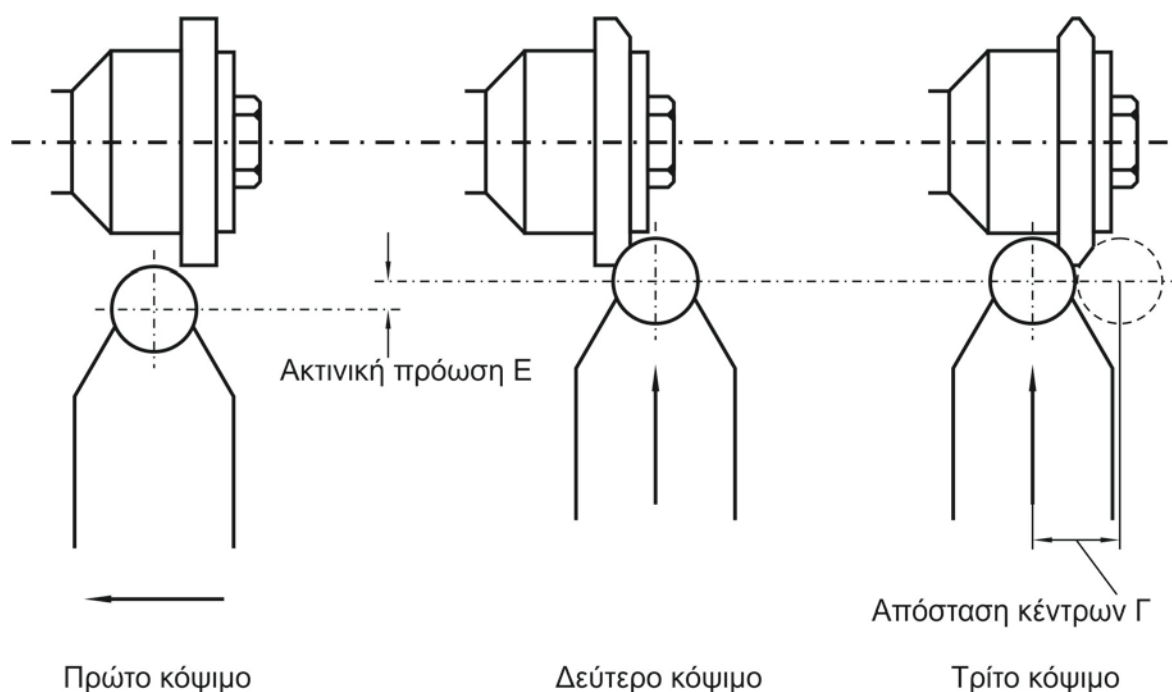 Ακτινική πρόωση Ε
Απόσταση κέντρων Γ
Πρώτο κόψιμο
Δεύτερο κόψιμο
Τρίτο κόψιμο